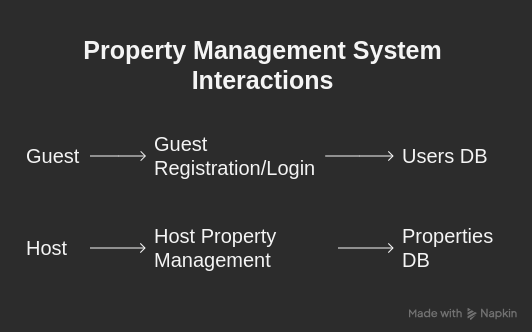 Property Management System
Interactions
Guest
Guest
Registration/Login
Users DB
Host
Host Property
Management
Properties
DB
Made with Napkin